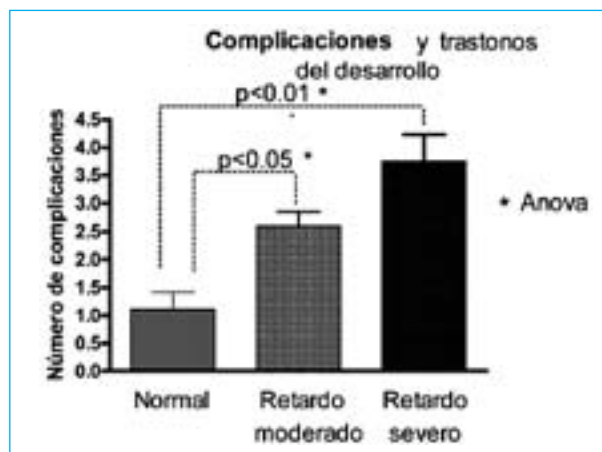 Complicaciones y trastonos
del desarrollo
p<0.01 *
p<0.05 *
* Anova
Número de complicaciones
4.5
4.0
3.5
3.0
2.5
2.0
1.5
1.0
0.5
0.0
Normal
Retardo
moderado
Retardo
severo